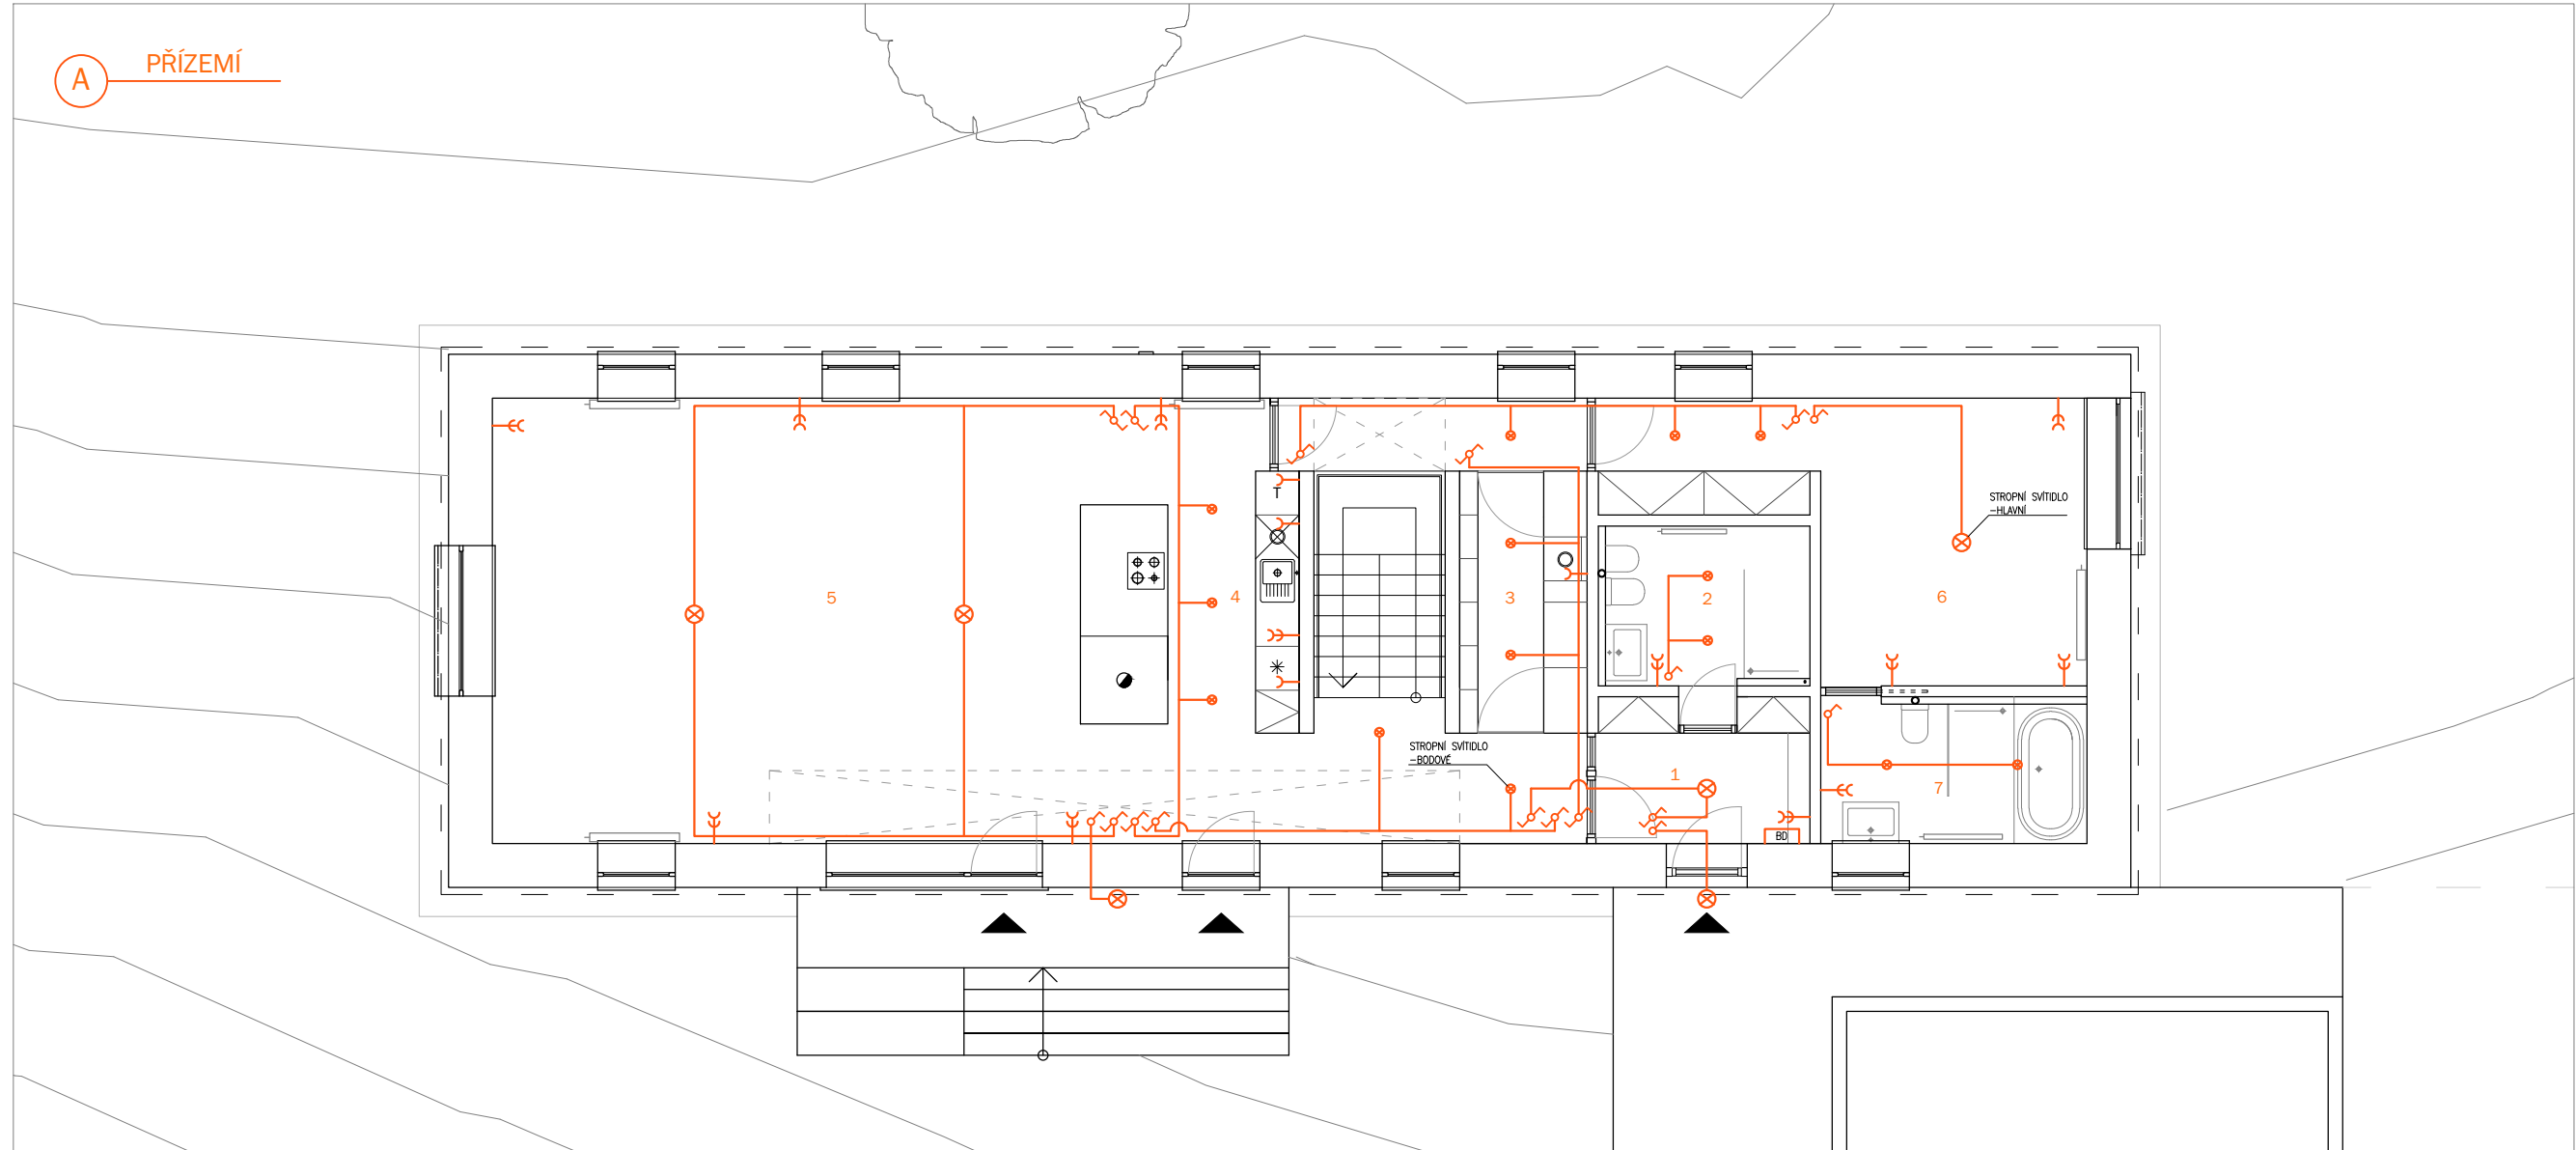 A
PŘÍZEMÍ
T
STROPNÍ SVÍTIDLO
-HLAVNÍ
5
4
3
2
6
STROPNÍ SVÍTIDLO
-BODOVÉ
1
7
BD